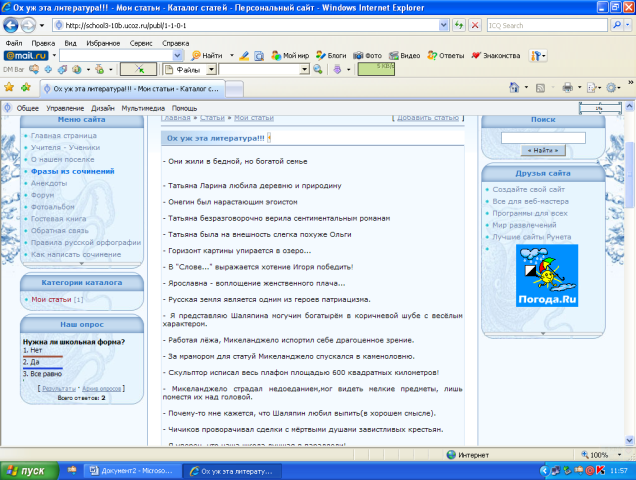 Ох уж эта литература!!! - Мои статьи - Каталог статей - Персональный сайт - Windows Internet Explorer
http://school3-10b.ucoz.ru/publ/1-1-0-1
ICQ Search
Файл Правка Вид Избранное Сервис Справка
@mail.ru Найти Мой мир Блоги Фото Видео Ответы Знакомства
DM Bar Файлы 5 KB/s
Ох уж эта литература!!! - Мои статьи - Каталог с...
Общее Управление Дизайн Мультимедиа Помощь
Меню сайта
Главная страница
Учителя - Ученики
О нашем поселке
Фразы из сочинений
Анекдоты
Форум
Фотоальбом
Гостевая книга
Обратная связь
Правила русской орфографии
Как написать сочинение
Категории каталога
Мои статьи [1]
Наш опрос
Нужна ли школьная форма?
1. Нет
2. Да
3. Все равно
[ Результаты · Архив опросов ]
Всего ответов: 2
Главная » Статьи » Мои статьи [ Добавить статью ]
Ох уж эта литература!!!
- Они жили в бедной, но богатой семье
- Татьяна Ларина любила деревню и природину
- Онегин был нарастающим эгоистом
- Татьяна безразговорочно верила сентиментальным романам
- Татьяна была на внешность слегка похуже Ольги
- Горизонт картины упирается в озеро...
- В "Слове..." выражается хотение Игоря победить!
- Ярославна - воплощение женственного плача...
- Русская земля является одним из героев патриацизма.
- Я представляю Шаляпина могучим богатырём в коричневой шубе с весёлым
характером.
- Работая лёжа, Микеланджело испортил себе драгоценное зрение.
- За мрамором для статуй Микеланджело спускался в каменоловню.
- Скульптор исписал весь плафон площадью 600 квадратных километров!
- Микеланджело страдал недоеданием,мог видеть мелкие предметы, лишь
поместя их над головой.
- Почему-то мне кажется, что Шаляпин любил выпить(в хорошем смысле).
- Чичиков проворачивал сделки с мёртвыми душами завистливых крестьян.
Поиск
« Найти »
Друзья сайта
Создайте свой сайт
Все для веб-мастера
Программы для всех
Мир развлечений
Лучшие сайты Рунета
Погода.Ru
Интернет
100%
пуск
Документ2 - Microso...
Ох уж эта литерату...
11:57